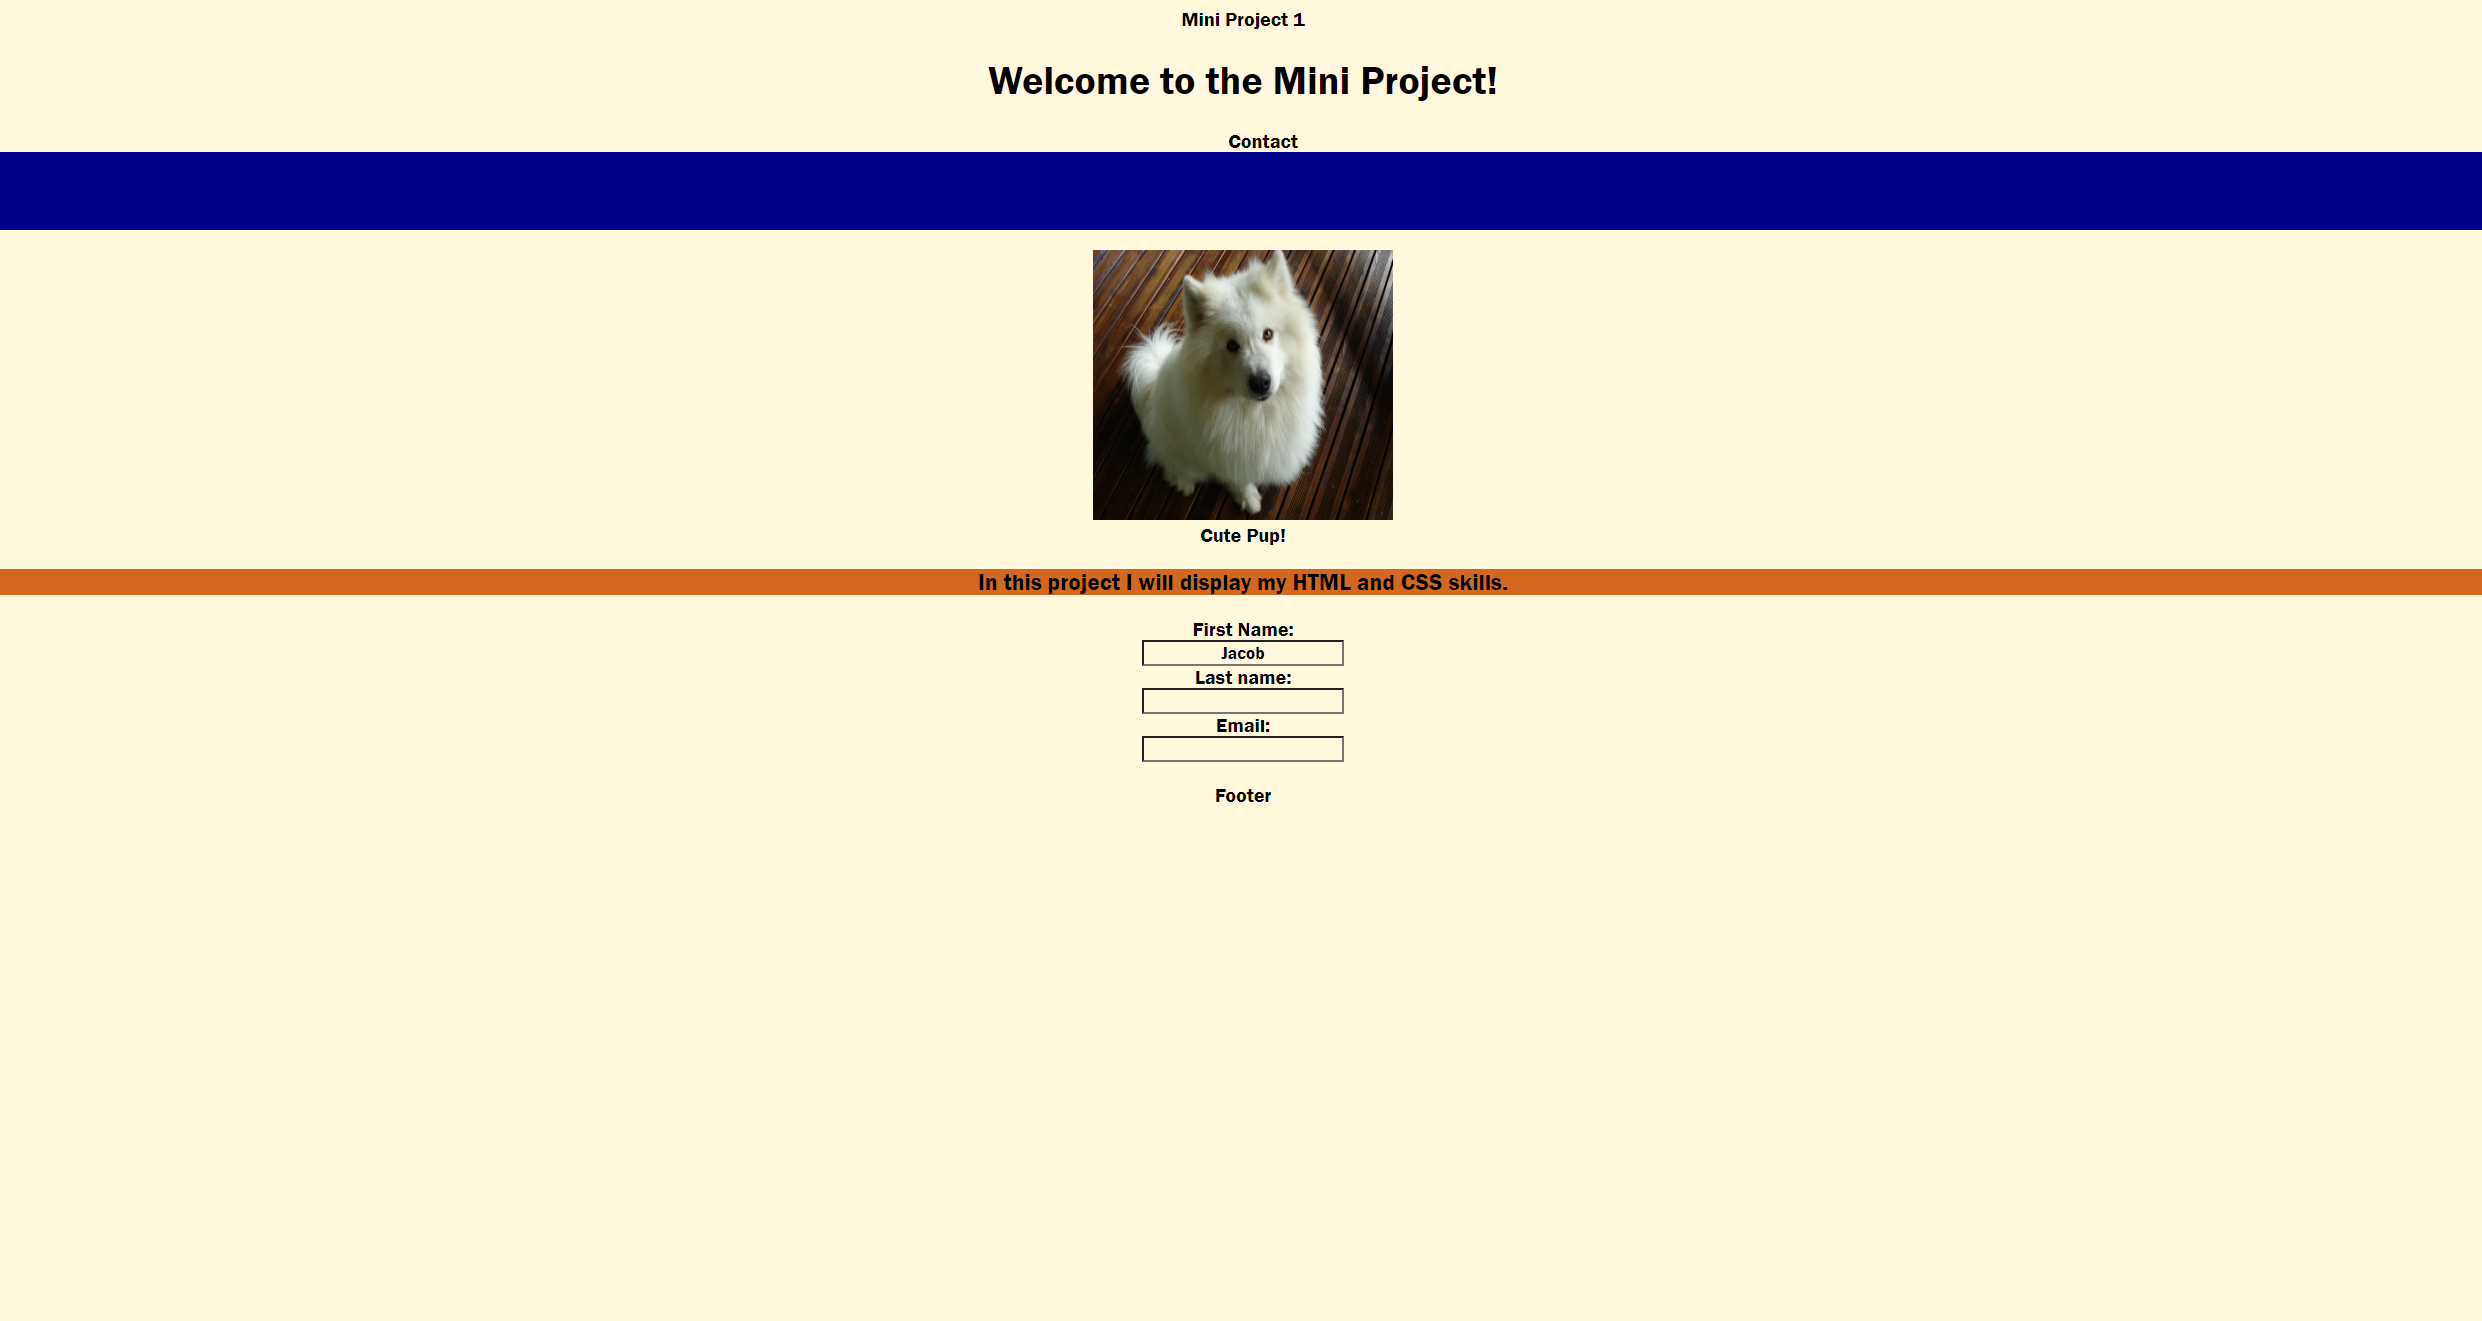 Mini Project 1
Welcome to the Mini Project!
Contact
Cute Pup!
In this project I will display my HTML and CSS skills.
First Name:
Jacob
Last name:
Email:
Footer